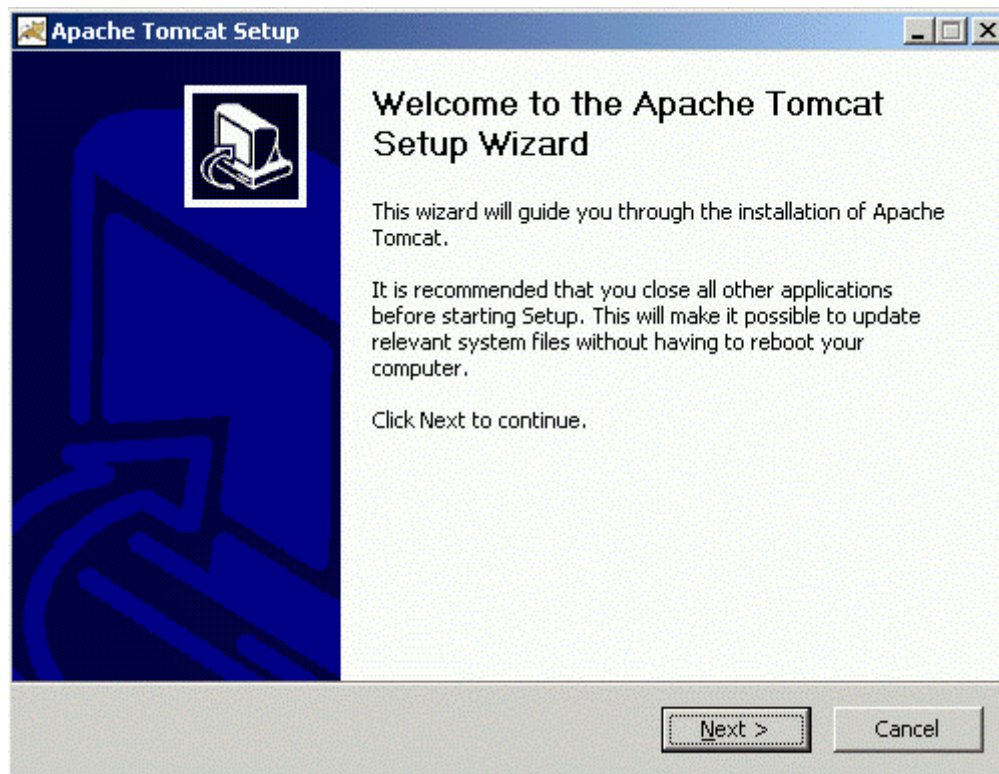 Apache Tomcat Setup
Welcome to the Apache Tomcat
Setup Wizard
This wizard will guide you through the installation of Apache
Tomcat.
It is recommended that you close all other applications
before starting Setup. This will make it possible to update
relevant system files without having to reboot your
computer.
Click Next to continue.
Next >
Cancel